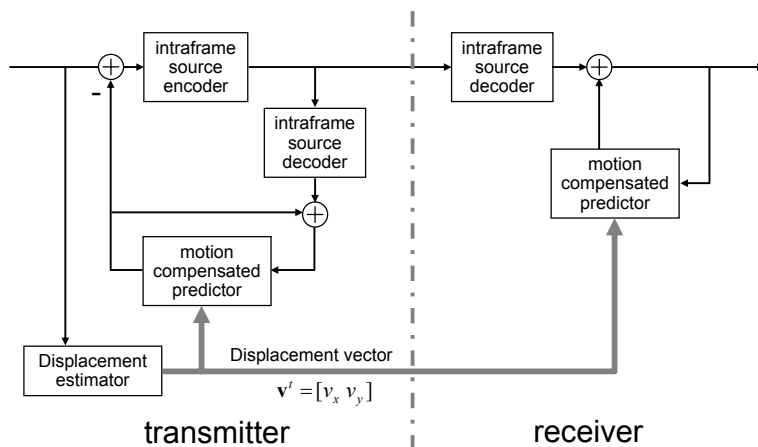 intraframe
source
encoder
intraframe
source
decoder
+
-
+
intraframe
source
decoder
motion
compensated
predictor
+
motion
compensated
predictor
Displacement
estimator
Displacement vector
v^t = [v_x v_y]
transmitter
receiver